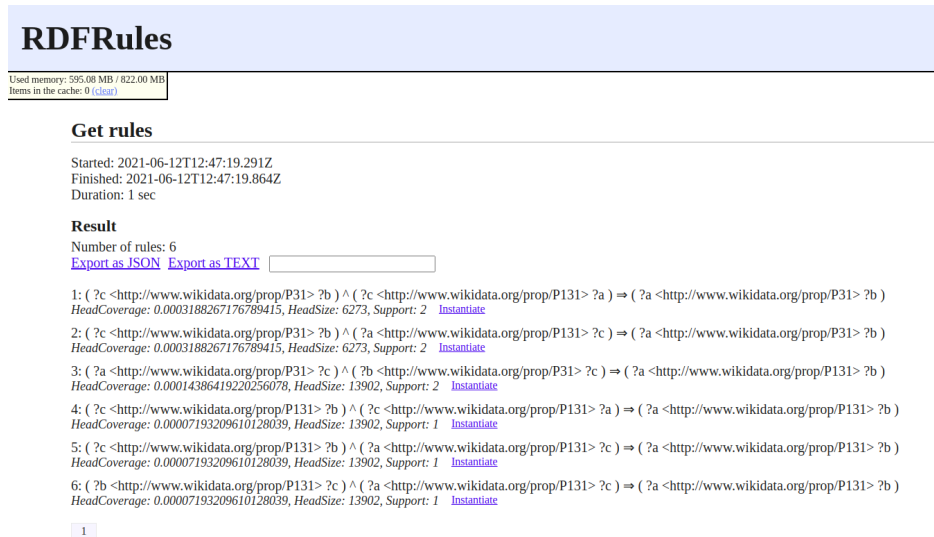 RDFRules
Used memory: 595.08 MB / 822.00 MB
Items in the cache: 0 (clear)
Get rules
Started: 2021-06-12T12:47:19.291Z
Finished: 2021-06-12T12:47:19.864Z
Duration: 1 sec
Result
Number of rules: 6
Export as JSON Export as TEXT
1: ( ?c <http://www.wikidata.org/prop/P31> ?b ) ^ ( ?c <http://www.wikidata.org/prop/P131> ?a ) ⇒ ( ?a <http://www.wikidata.org/prop/P31> ?b )
HeadCoverage: 0.0003188267176789415, HeadSize: 6273, Support: 2 Instantiate
2: ( ?c <http://www.wikidata.org/prop/P31> ?b ) ^ ( ?a <http://www.wikidata.org/prop/P131> ?c ) ⇒ ( ?a <http://www.wikidata.org/prop/P31> ?b )
HeadCoverage: 0.0003188267176789415, HeadSize: 6273, Support: 2 Instantiate
3: ( ?a <http://www.wikidata.org/prop/P31> ?c ) ^ ( ?b <http://www.wikidata.org/prop/P31> ?c ) ⇒ ( ?a <http://www.wikidata.org/prop/P131> ?b )
HeadCoverage: 0.00014386419220256078, HeadSize: 13902, Support: 2 Instantiate
4: ( ?c <http://www.wikidata.org/prop/P131> ?b ) ^ ( ?c <http://www.wikidata.org/prop/P131> ?a ) ⇒ ( ?a <http://www.wikidata.org/prop/P131> ?b )
HeadCoverage: 0.00007193209610128039, HeadSize: 13902, Support: 1 Instantiate
5: ( ?c <http://www.wikidata.org/prop/P131> ?b ) ^ ( ?a <http://www.wikidata.org/prop/P131> ?c ) ⇒ ( ?a <http://www.wikidata.org/prop/P131> ?b )
HeadCoverage: 0.00007193209610128039, HeadSize: 13902, Support: 1 Instantiate
6: ( ?b <http://www.wikidata.org/prop/P131> ?c ) ^ ( ?a <http://www.wikidata.org/prop/P131> ?c ) ⇒ ( ?a <http://www.wikidata.org/prop/P131> ?b )
HeadCoverage: 0.00007193209610128039, HeadSize: 13902, Support: 1 Instantiate
1